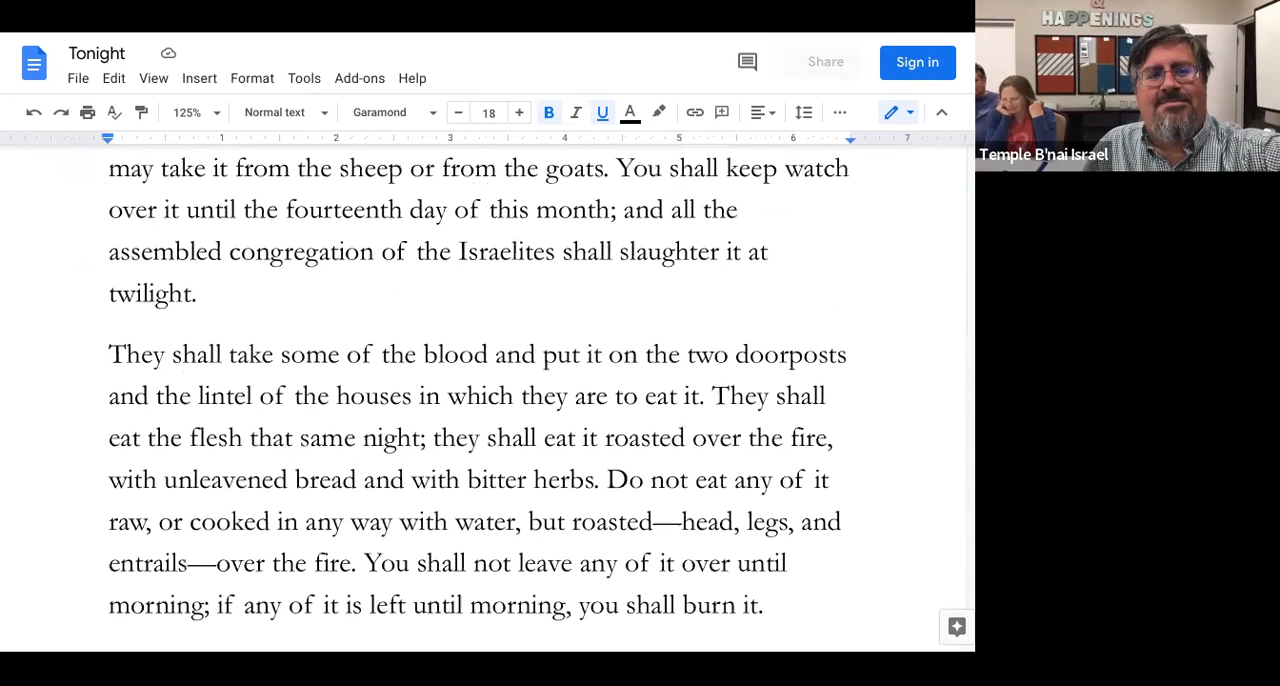 Tonight
File Edit View Insert Format Tools Add-ons Help
Share
Sign in
125% Normal text Garamond − 18 + B I U A
1 2 3 4 5 6 7
may take it from the sheep or from the goats. You shall keep watch
over it until the fourteenth day of this month; and all the
assembled congregation of the Israelites shall slaughter it at
twilight.
They shall take some of the blood and put it on the two doorposts
and the lintel of the houses in which they are to eat it. They shall
eat the flesh that same night; they shall eat it roasted over the fire,
with unleavened bread and with bitter herbs. Do not eat any of it
raw, or cooked in any way with water, but roasted—head, legs, and
entrails—over the fire. You shall not leave any of it over until
morning; if any of it is left until morning, you shall burn it.
&
HAPPENINGS
Temple B'nai Israel